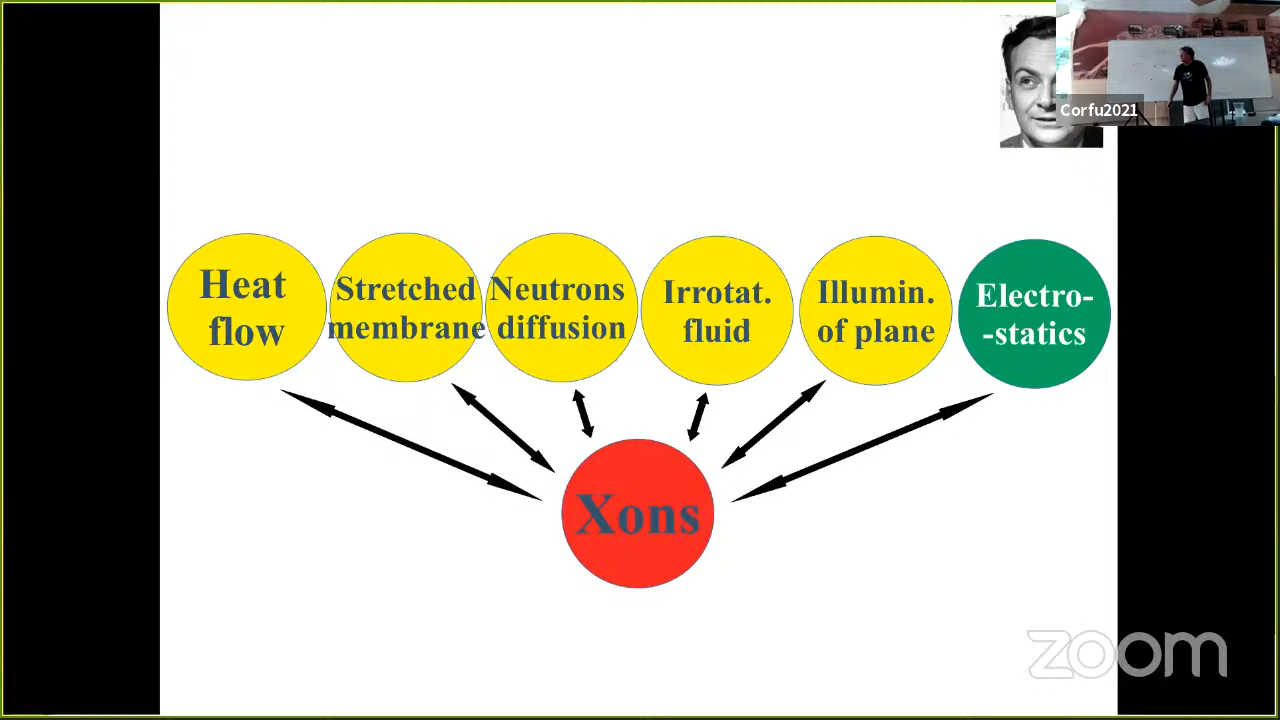 Corfu2021
Heat
flow
Stretched
membrane
Neutrons
diffusion
Irrotat.
fluid
Illumin.
of plane
Electro-
-statics
Xons
zoom